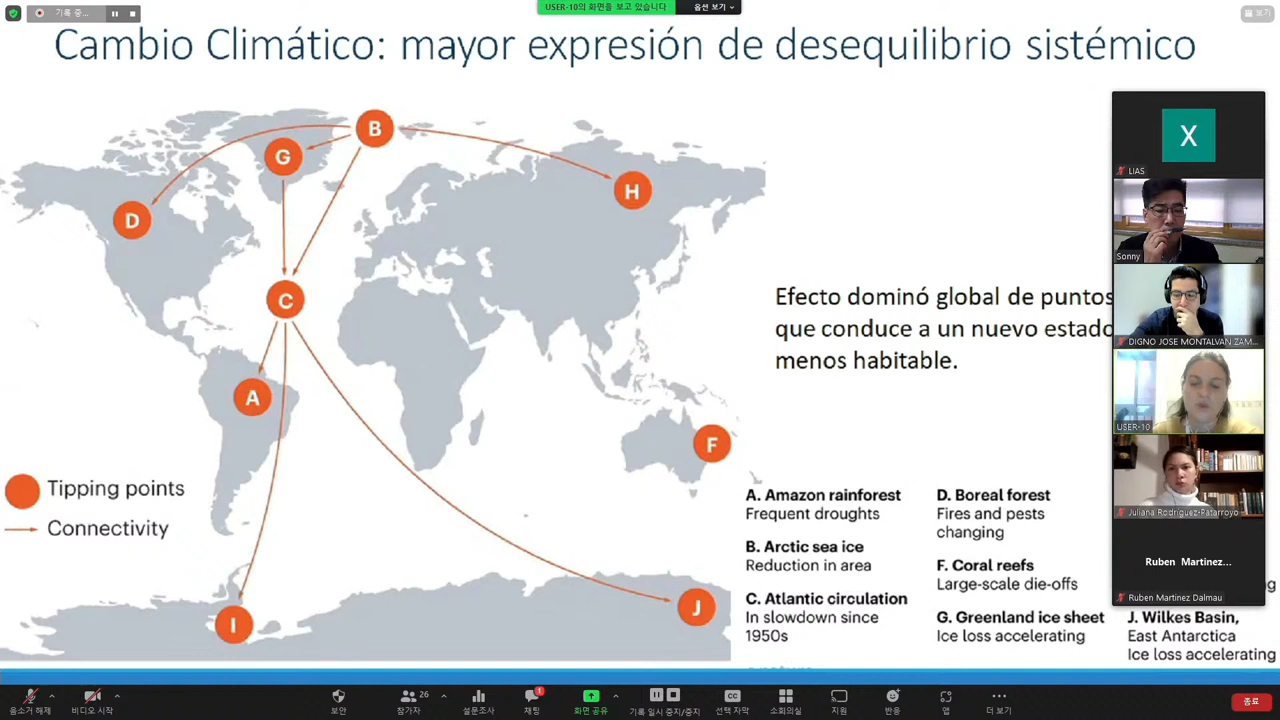 기록 중...
USER-10의 화면을 보고 있습니다
옵션 보기
보기
Cambio Climático: mayor expresión de desequilibrio sistémico
B
G
H
D
C
A
F
I
J
Tipping points
Connectivity
Efecto dominó global de puntos
que conduce a un nuevo estado
menos habitable.
A. Amazon rainforest
Frequent droughts
B. Arctic sea ice
Reduction in area
C. Atlantic circulation
In slowdown since
1950s
D. Boreal forest
Fires and pests
changing
F. Coral reefs
Large-scale die-offs
G. Greenland ice sheet
Ice loss accelerating
J. Wilkes Basin,
East Antarctica
Ice loss accelerating
X
LIAS
Sonny
DIGNO JOSE MONTALVAN ZAM...
USER-10
Juliana Rodríguez-Patarroyo
Ruben Martinez...
Ruben Martinez Dalmau
음소거 해제
비디오 시작
보안
26
참가자
설문조사
1
채팅
화면 공유
기록 일시 중지/중지
선택 자막
소회의실
지원
반응
앱
더 보기
종료